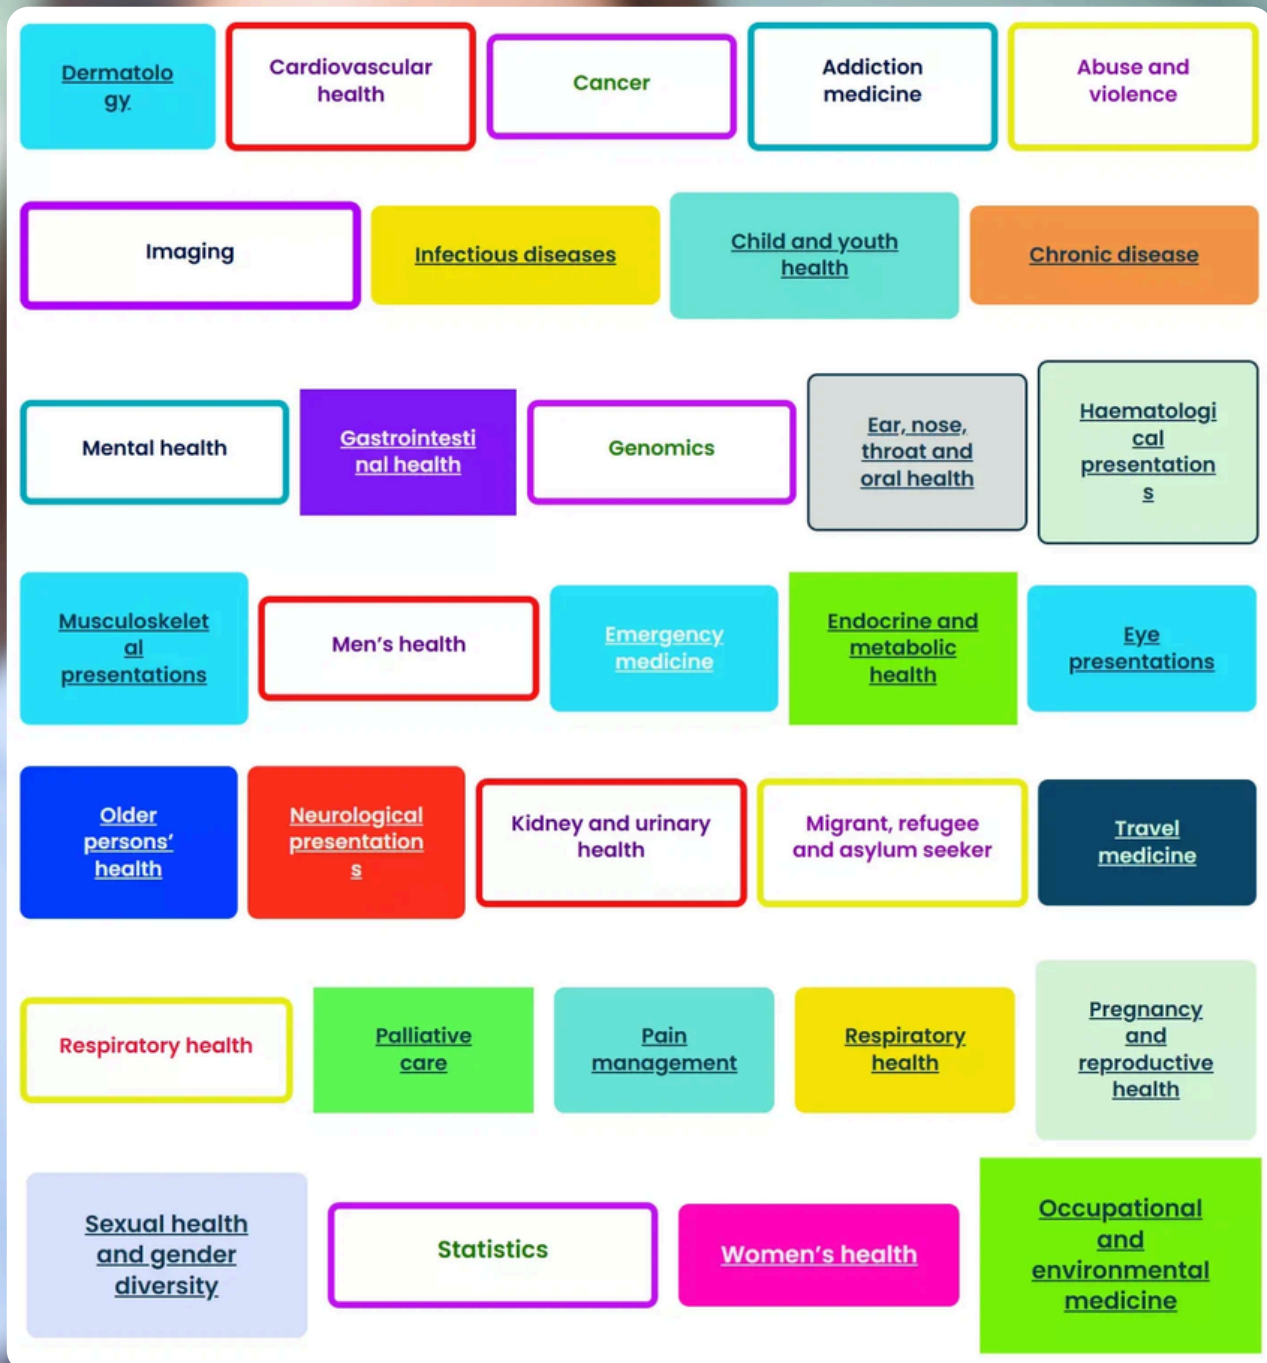 Dermatolo
gy
Cardiovascular
health
Cancer
Addiction
medicine
Abuse and
violence
Imaging
Infectious diseases
Child and youth
health
Chronic disease
Mental health
Gastrointesti
nal health
Genomics
Ear, nose,
throat and
oral health
Haematologi
cal
presentation
s
Musculoskelet
al
presentations
Men’s health
Emergency
medicine
Endocrine and
metabolic
health
Eye
presentations
Older
persons’
health
Neurological
presentation
s
Kidney and urinary
health
Migrant, refugee
and asylum seeker
Travel
medicine
Respiratory health
Palliative
care
Pain
management
Respiratory
health
Pregnancy
and
reproductive
health
Sexual health
and gender
diversity
Statistics
Women’s health
Occupational
and
environmental
medicine